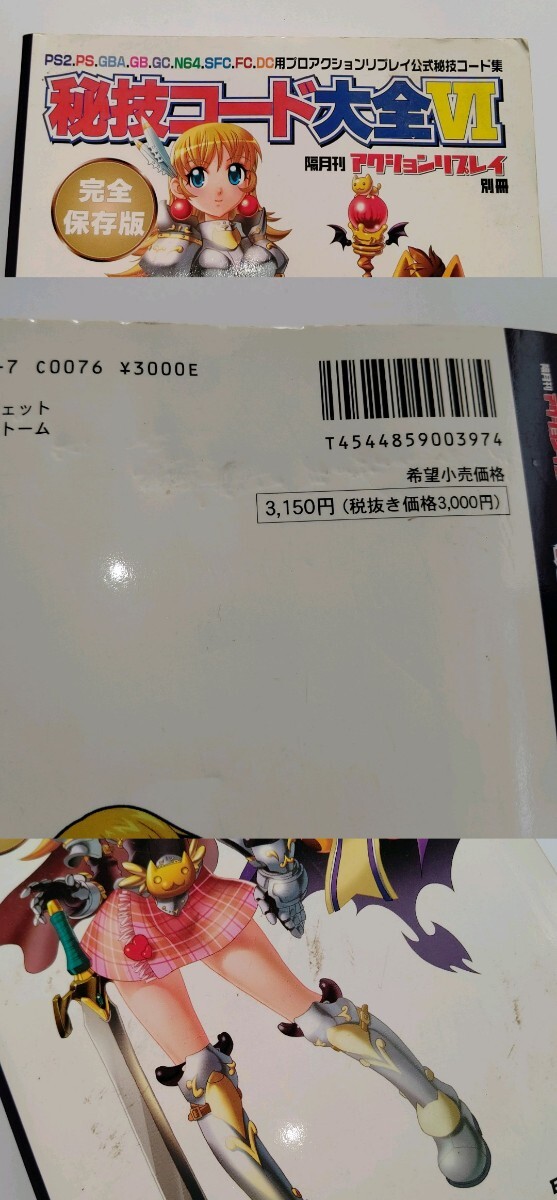 PS2.PS.GBA.GB.GC.N64.SFC.FC.DC用プロアクションリプレイ公式秘技コード集
秘技コード大全VI
隔月刊 アクションリプレイ
別冊
完全
保存版
-7 C0076 ¥3000E
ェット
トーム
T4544859003974
希望小売価格
3,150円 (税抜き価格3,000円)
隔月刊